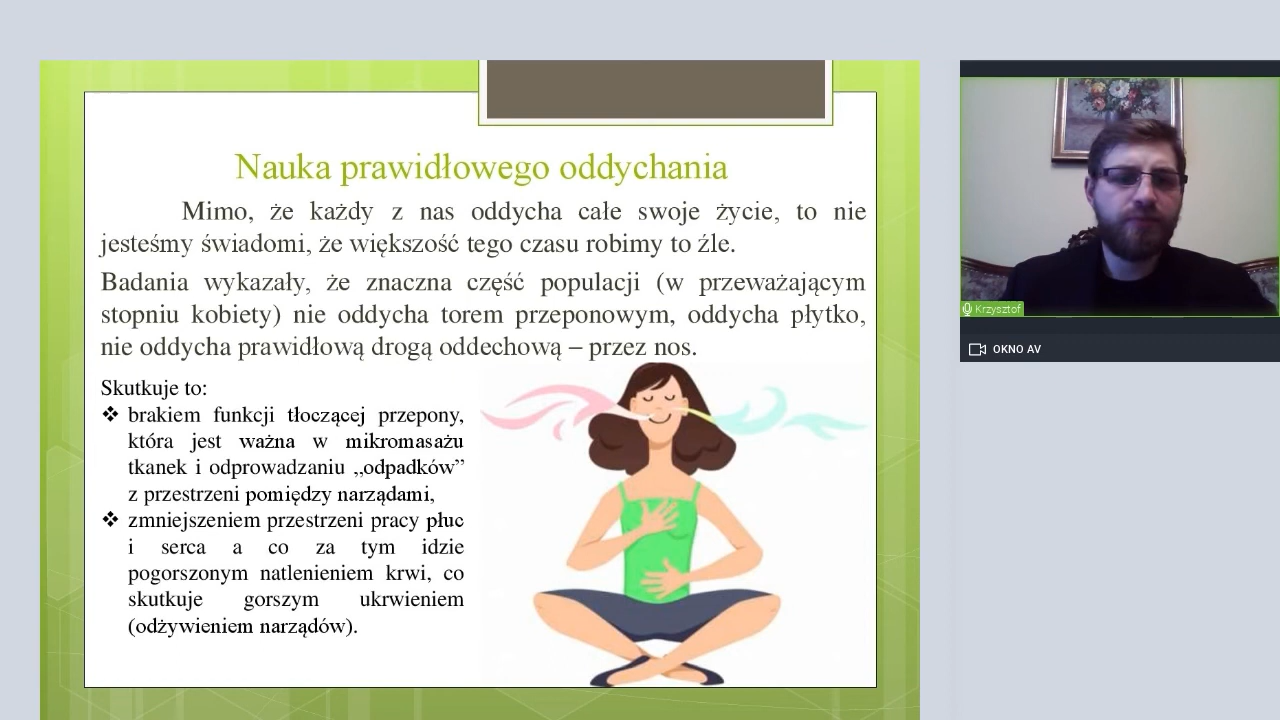 Nauka prawidłowego oddychania
Mimo, że każdy z nas oddycha całe swoje życie, to nie
jesteśmy świadomi, że większość tego czasu robimy to źle.
Badania wykazały, że znaczna część populacji (w przeważającym
stopniu kobiety) nie oddycha torem przeponowym, oddycha płytko,
nie oddycha prawidłową drogą oddechową – przez nos.
Skutkuje to:
❖ brakiem funkcji tłoczącej przepony,
która jest ważna w mikromasażu
tkanek i odprowadzaniu „odpadków”
z przestrzeni pomiędzy narządami,
❖ zmniejszeniem przestrzeni pracy płuc
i serca a co za tym idzie
pogorszonym natlenieniem krwi, co
skutkuje gorszym ukrwieniem
(odżywieniem narządów).
Krzysztof
OKNO AV